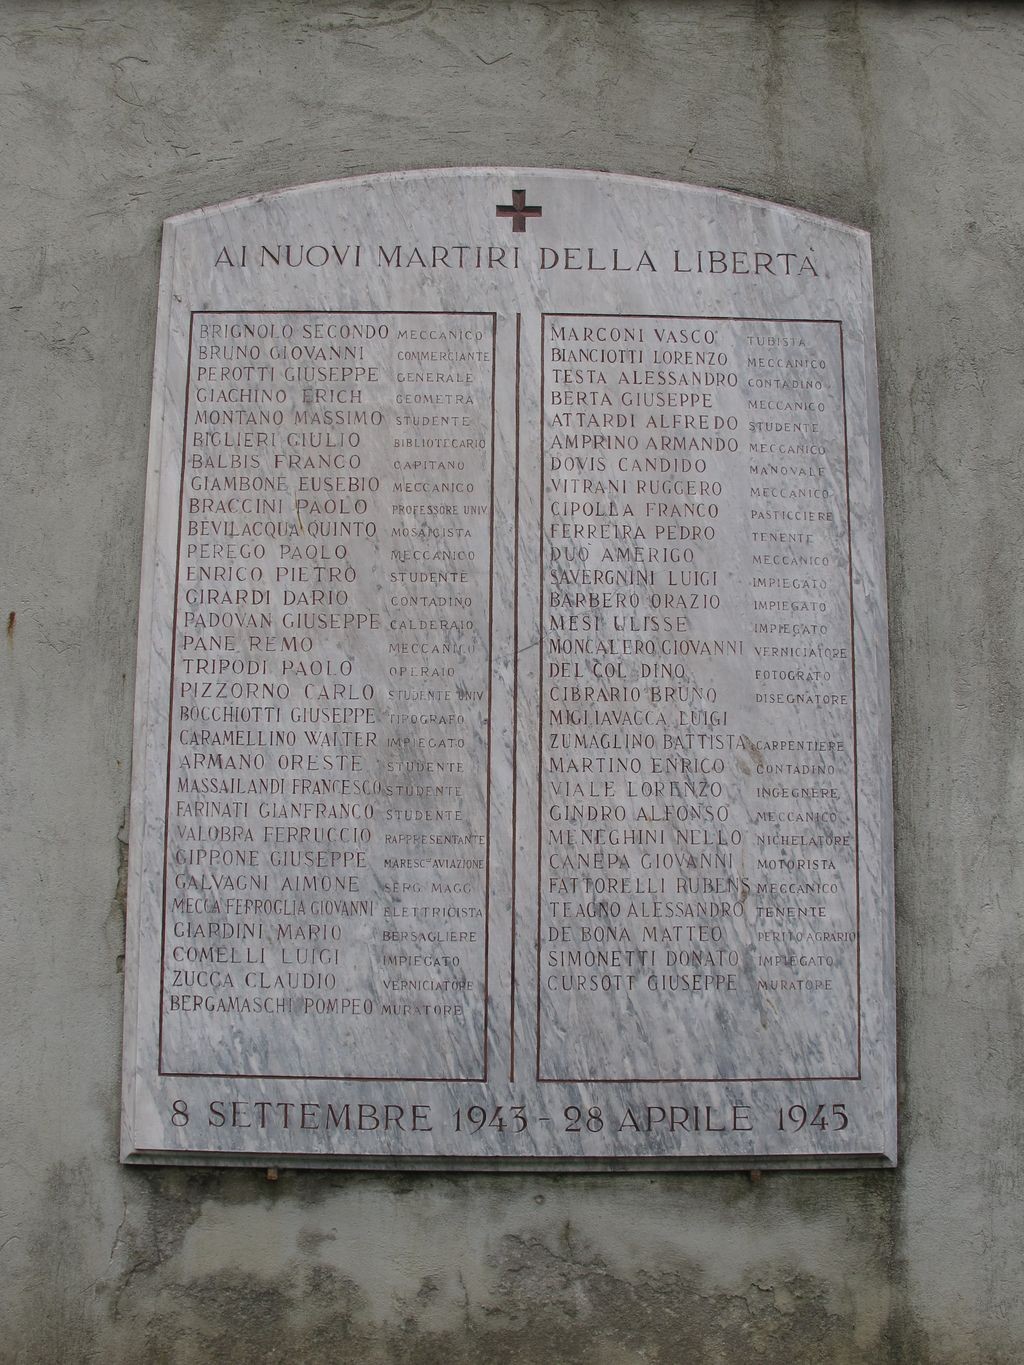 AI NUOVI MARTIRI DELLA LIBERTÀ
BRIGNOLO SECONDO MECCANICO
BRUNO GIOVANNI COMMERCIANTE
PEROTTI GIUSEPPE GENERALE
GIACHINO ERICH GEOMETRA
MONTANO MASSIMO STUDENTE
BIGLIERI GIULIO BIBLIOTECARIO
BALBIS FRANCO CAPITANO
GIAMBONE EUSEBIO MECCANICO
BRACCINI PAOLO PROFESSORE UNIV.
BEVILACQUA QUINTO MOSAICISTA
PEREGO PAOLO MECCANICO
ENRICO PIETRO STUDENTE
GIRARDI DARIO CONTADINO
PADOVAN GIUSEPPE CALDERAIO
PANE REMO MECCANICO
TRIPODI PAOLO OPERAIO
PIZZORNO CARLO STUDENTE UNIV
BOCCHIOTTI GIUSEPPE TIPOGRAFO
CARAMELLINO WALTER IMPIEGATO
ARMANO ORESTE STUDENTE
MASSAILANDI FRANCESCO STUDENTE
FARINATI GIANFRANCO STUDENTE
VALOBRA FERRUCCIO RAPPRESENTANTE
GIPPONE GIUSEPPE MARESC. AVIAZIONE
GALVAGNI AIMONE SERG. MAGG
MECCA FERROGLIA GIOVANNI ELETTRICISTA
GIARDINI MARIO BERSAGLIERE
COMELLI LUIGI IMPIEGATO
ZUCCA CLAUDIO VERNICIATORE
BERGAMASCHI POMPEO MURATORE
MARCONI VASCO TUBISTA
BIANCIOTTI LORENZO MECCANICO
TESTA ALESSANDRO CONTADINO
BERTA GIUSEPPE MECCANICO
ATTARDI ALFREDO STUDENTE
AMPRINO ARMANDO MECCANICO
DOVIS CANDIDO MANOVALE
VITRANI RUGGERO MECCANICO
CIPOLLA FRANCO PASTICCIERE
FERREIRA PEDRO TENENTE
DUO AMERIGO MECCANICO
SAVERGNINI LUIGI IMPIEGATO
BARBERO ORAZIO IMPIEGATO
MESI ULISSE IMPIEGATO
MONCALERO GIOVANNI VERNICIATORE
DEL COL DINO FOTOGRATO
CIBRARIO BRUNO DISEGNATORE
MIGLIAVACCA LUIGI
ZUMAGLINO BATTISTA CARPENTIERE
MARTINO ENRICO CONTADINO
VIALE LORENZO INGEGNERE
GINDRO ALFONSO MECCANICO
MENEGHINI NELLO NICHELATORE
CANEPA GIOVANNI MOTORISTA
FATTORELLI RUBENS MECCANICO
TEAGNO ALESSANDRO TENENTE
DE BONA MATTEO PERITO AGRARIO
SIMONETTI DONATO IMPIEGATO
CURSOTT GIUSEPPE MURATORE
8 SETTEMBRE 1943 - 28 APRILE 1945